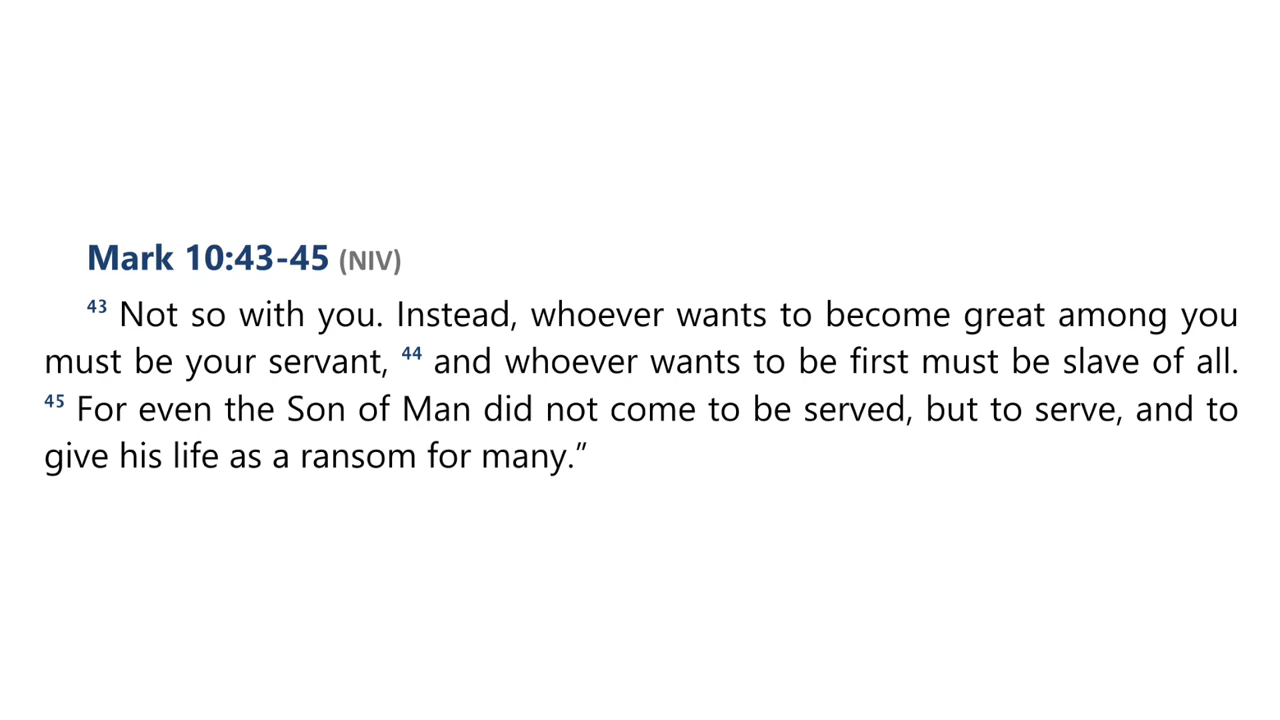 Mark 10:43-45 (NIV)
43 Not so with you. Instead, whoever wants to become great among you
must be your servant, 44 and whoever wants to be first must be slave of all.
45 For even the Son of Man did not come to be served, but to serve, and to
give his life as a ransom for many.”